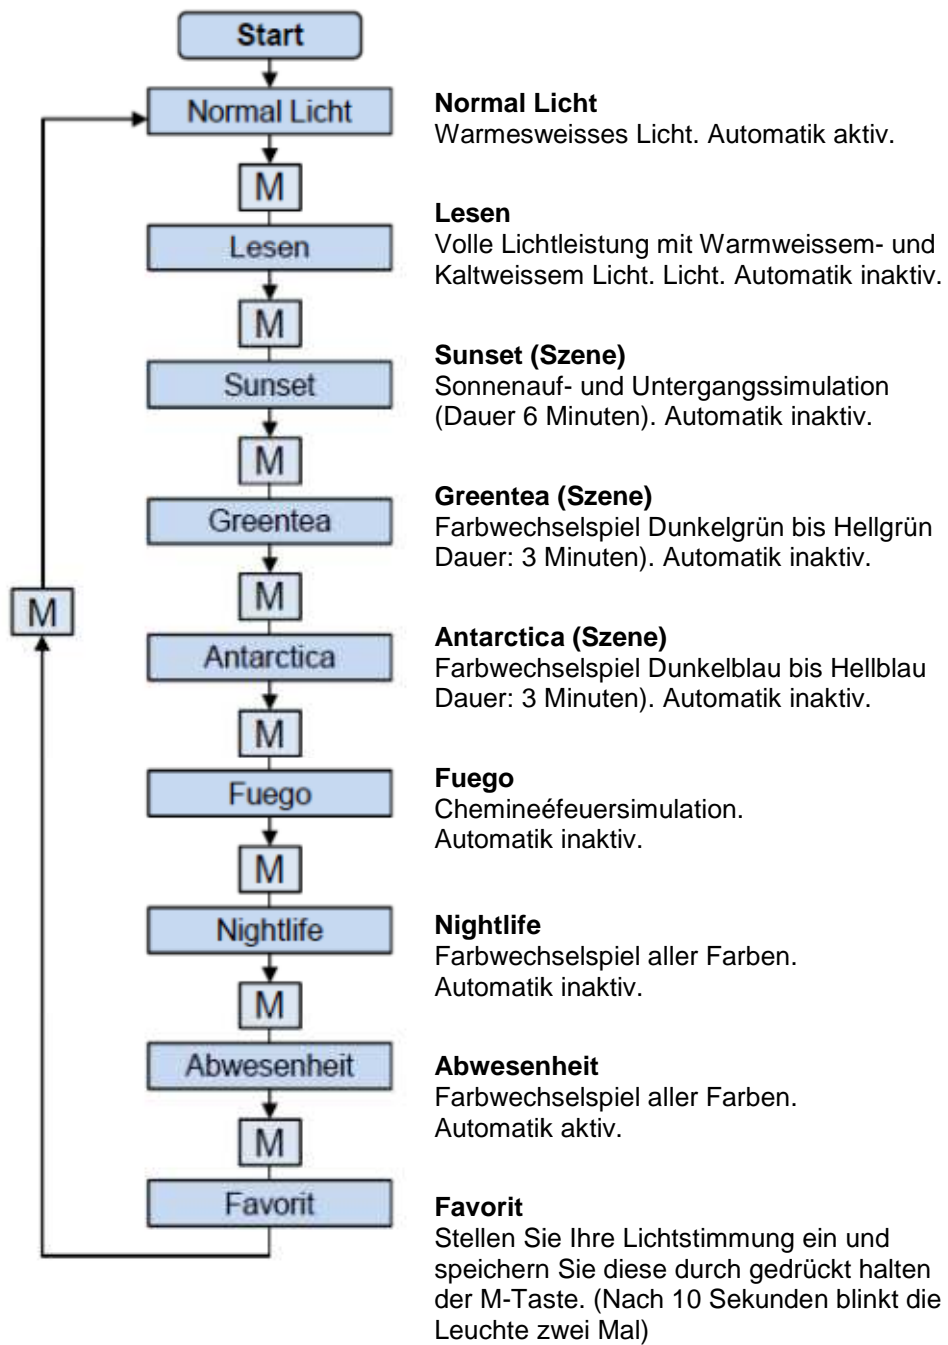 Start
Normal Licht
M
Lesen
M
Sunset
M
Greentea
M
Antarctica
M
Fuego
M
Nightlife
M
Abwesenheit
M
Favorit
M
Normal Licht
Warmesweisses Licht. Automatik aktiv.
Lesen
Volle Lichtleistung mit Warmweissem- und
Kaltweissem Licht. Licht. Automatik inaktiv.
Sunset (Szene)
Sonnenauf- und Untergangssimulation
(Dauer 6 Minuten). Automatik inaktiv.
Greentea (Szene)
Farbwechselspiel Dunkelgrün bis Hellgrün
Dauer: 3 Minuten). Automatik inaktiv.
Antarctica (Szene)
Farbwechselspiel Dunkelblau bis Hellblau
Dauer: 3 Minuten). Automatik inaktiv.
Fuego
Chemineéfeuersimulation.
Automatik inaktiv.
Nightlife
Farbwechselspiel aller Farben.
Automatik inaktiv.
Abwesenheit
Farbwechselspiel aller Farben.
Automatik aktiv.
Favorit
Stellen Sie Ihre Lichtstimmung ein und
speichern Sie diese durch gedrückt halten
der M-Taste. (Nach 10 Sekunden blinkt die
Leuchte zwei Mal)